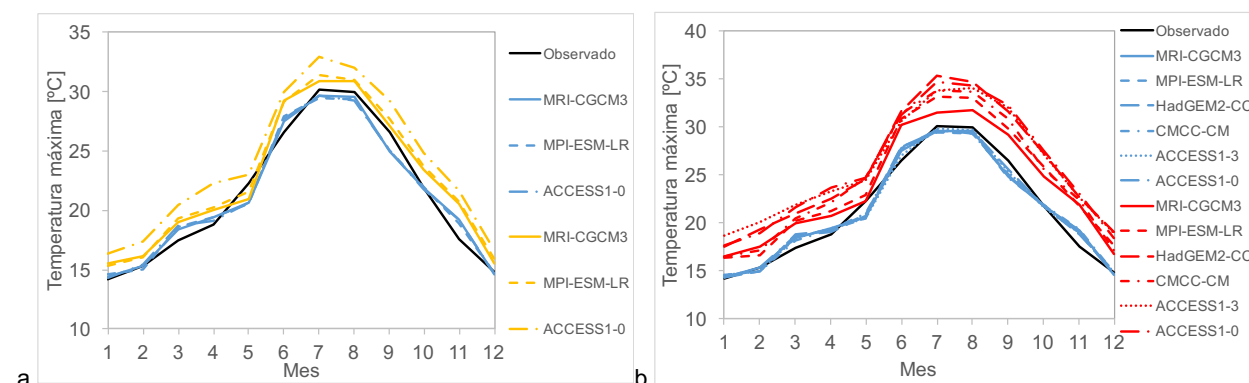 Temperatura máxima [ºC]
35
30
25
20
15
10
1 2 3 4 5 6 7 8 9 10 11 12
Mes
Observado
MRI-CGCM3
MPI-ESM-LR
ACCESS1-0
MRI-CGCM3
MPI-ESM-LR
ACCESS1-0
a
Temperatura máxima [ºC]
40
35
30
25
20
15
10
1 2 3 4 5 6 7 8 9 10 11 12
Mes
Observado
MRI-CGCM3
MPI-ESM-LR
HadGEM2-CC
CMCC-CM
ACCESS1-3
ACCESS1-0
MRI-CGCM3
MPI-ESM-LR
HadGEM2-CC
CMCC-CM
ACCESS1-3
ACCESS1-0
b